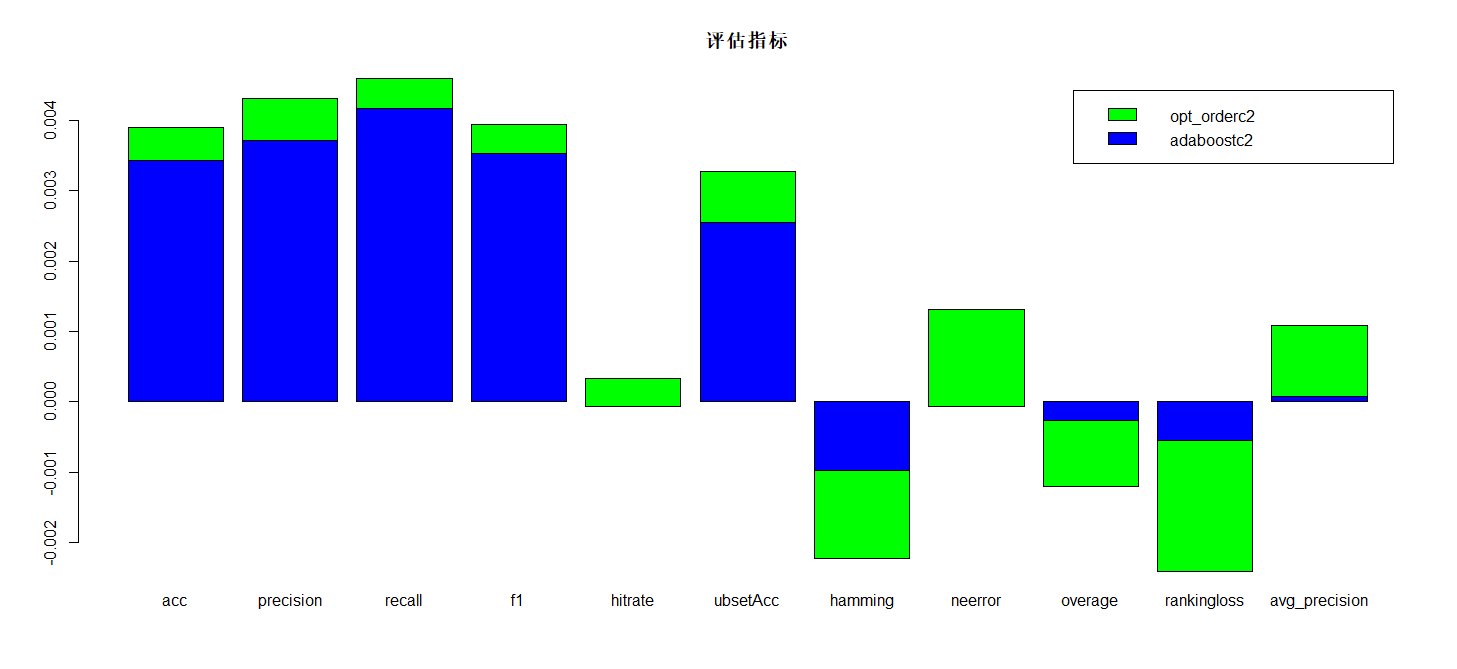 评估指标
opt_orderc2
adaboostc2
0.004
0.003
0.002
0.001
0.000
-0.001
-0.002
acc precision recall f1 hitrate ubsetAcc hamming neerror overage rankingloss avg_precision